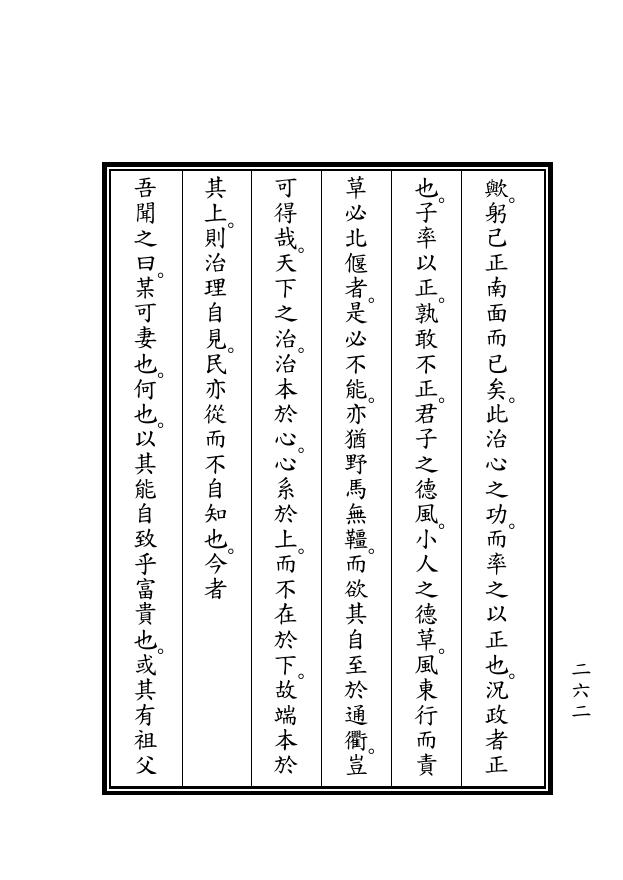 歟。躬己正南面而已矣。此治心之功。而率之以正也。況政者正
也。子率以正。孰敢不正。君子之德風。小人之德草。風東行而責
草必北偃者。是必不能。亦猶野馬無韁。而欲其自至於通衢。豈
可得哉。天下之治。治本於心。心系於上。而不在於下。故端本於
其上。則治理自見。民亦從而不自知也。今者
吾聞之曰。某可妻也。何也。以其能自致乎富貴也。或其有祖父
二六二